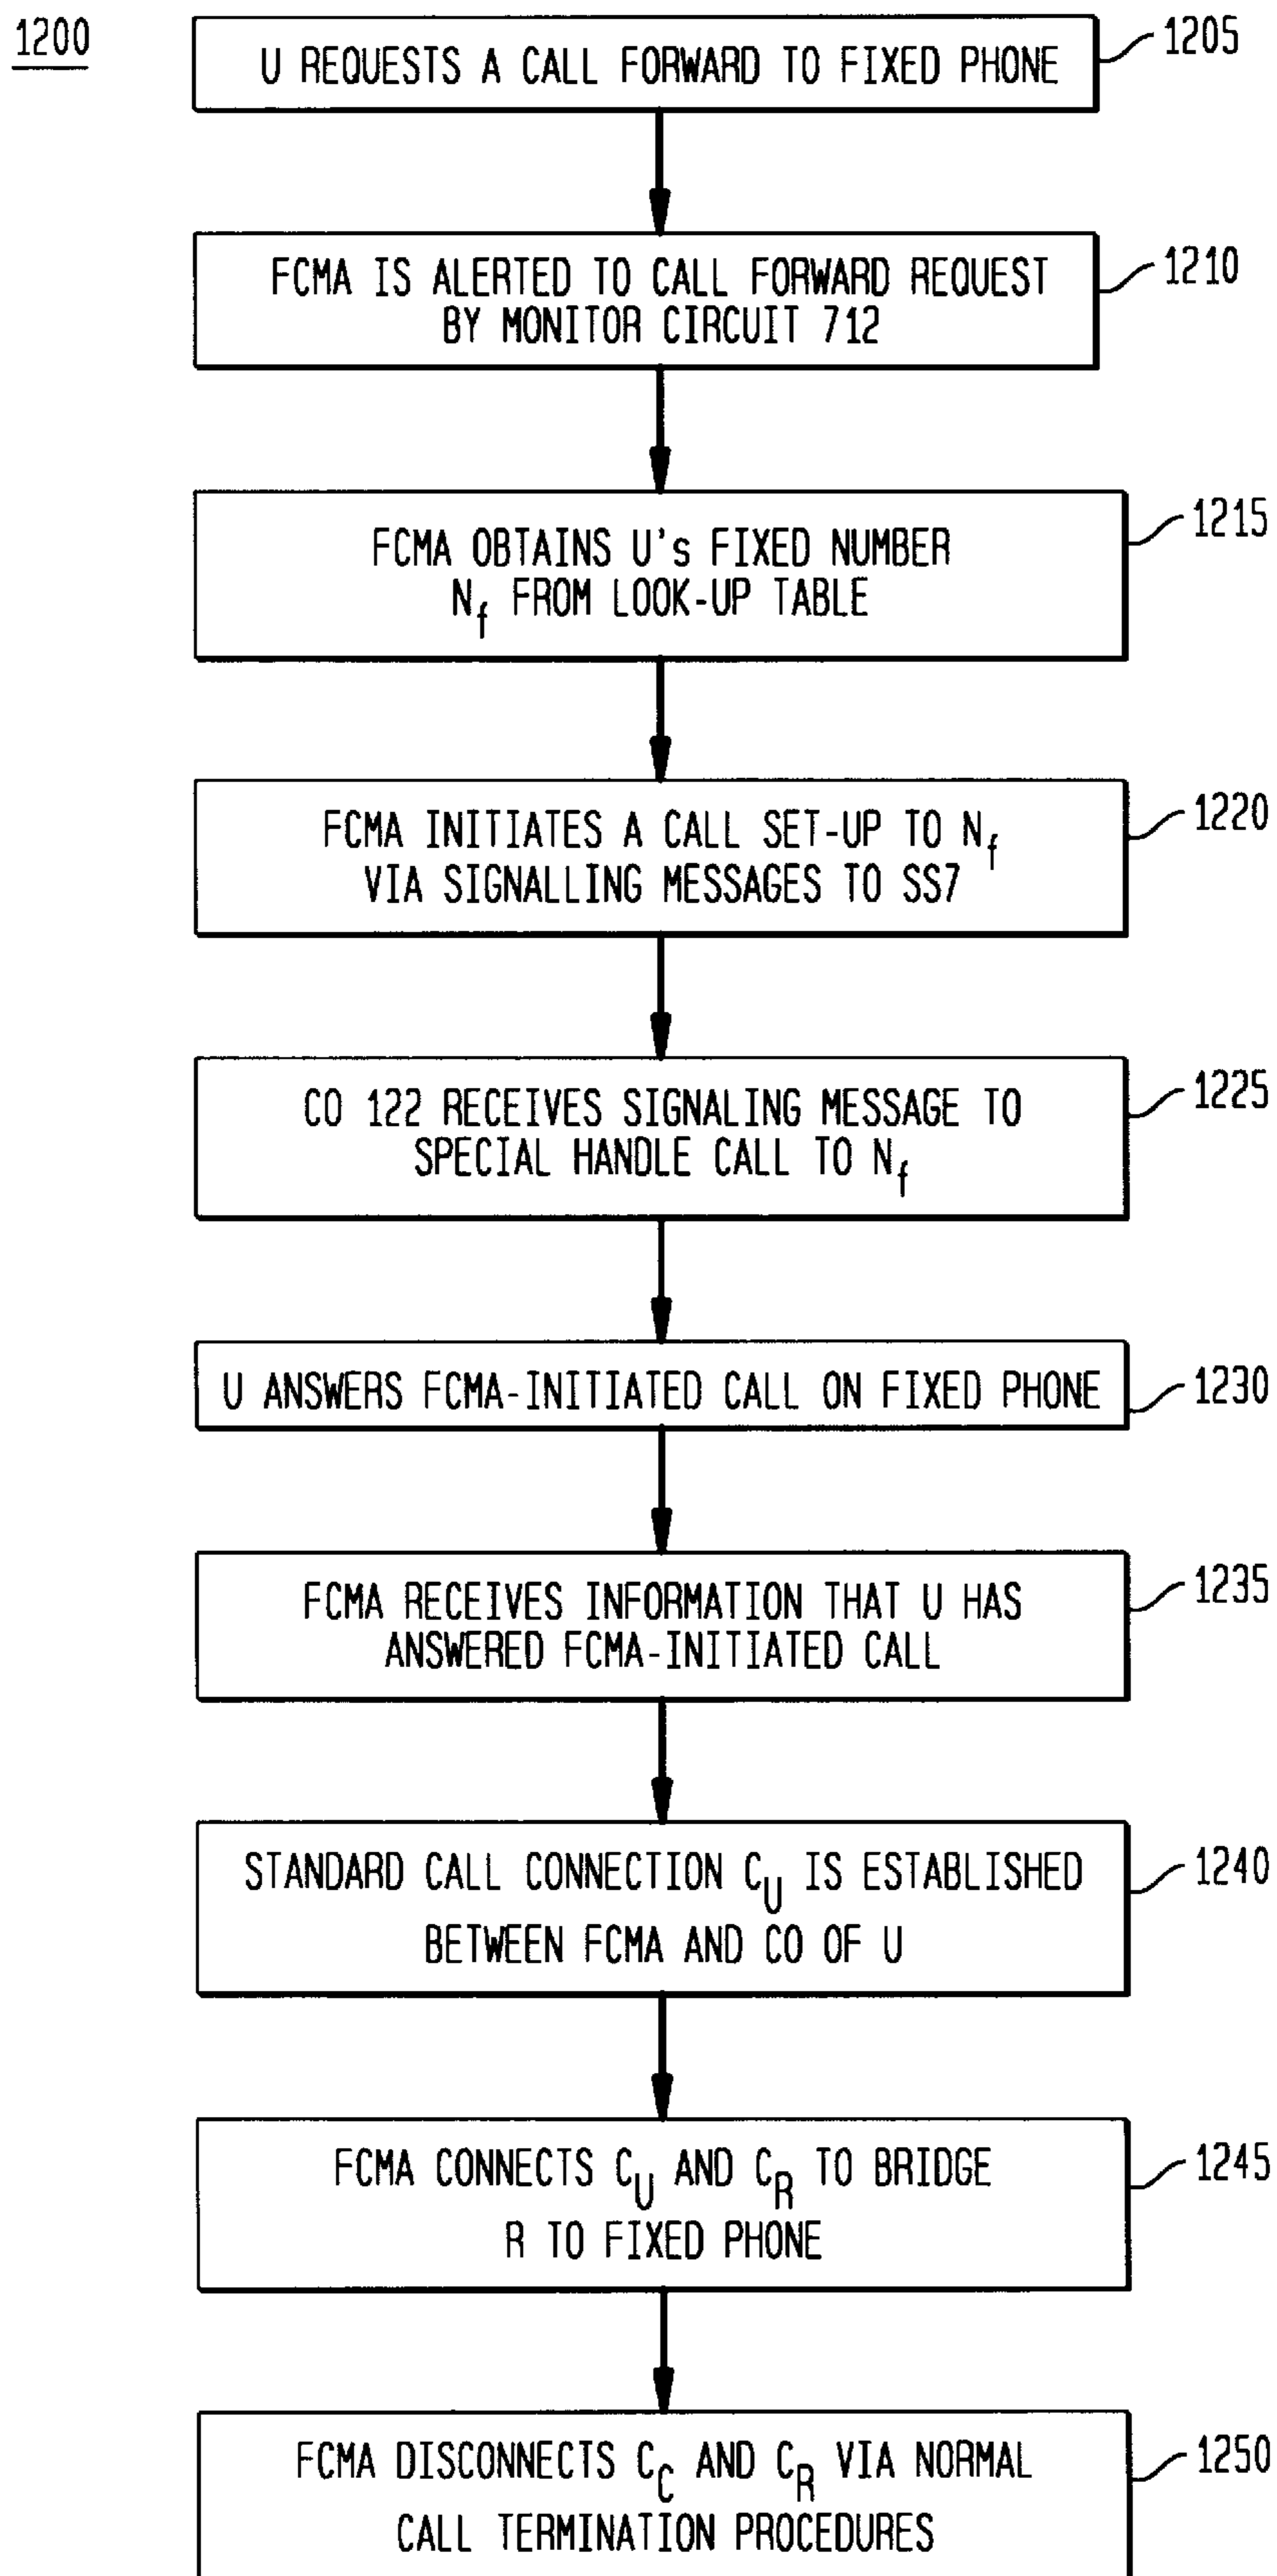 1200
U REQUESTS A CALL FORWARD TO FIXED PHONE
1205
FCMA IS ALERTED TO CALL FORWARD REQUEST
BY MONITOR CIRCUIT 712
1210
FCMA OBTAINS U's FIXED NUMBER
Nf FROM LOOK-UP TABLE
1215
FCMA INITIATES A CALL SET-UP TO Nf
VIA SIGNALLING MESSAGES TO SS7
1220
CO 122 RECEIVES SIGNALING MESSAGE TO
SPECIAL HANDLE CALL TO Nf
1225
U ANSWERS FCMA-INITIATED CALL ON FIXED PHONE
1230
FCMA RECEIVES INFORMATION THAT U HAS
ANSWERED FCMA-INITIATED CALL
1235
STANDARD CALL CONNECTION CU IS ESTABLISHED
BETWEEN FCMA AND CO OF U
1240
FCMA CONNECTS CU AND CR TO BRIDGE
R TO FIXED PHONE
1245
FCMA DISCONNECTS CC AND CR VIA NORMAL
CALL TERMINATION PROCEDURES
1250